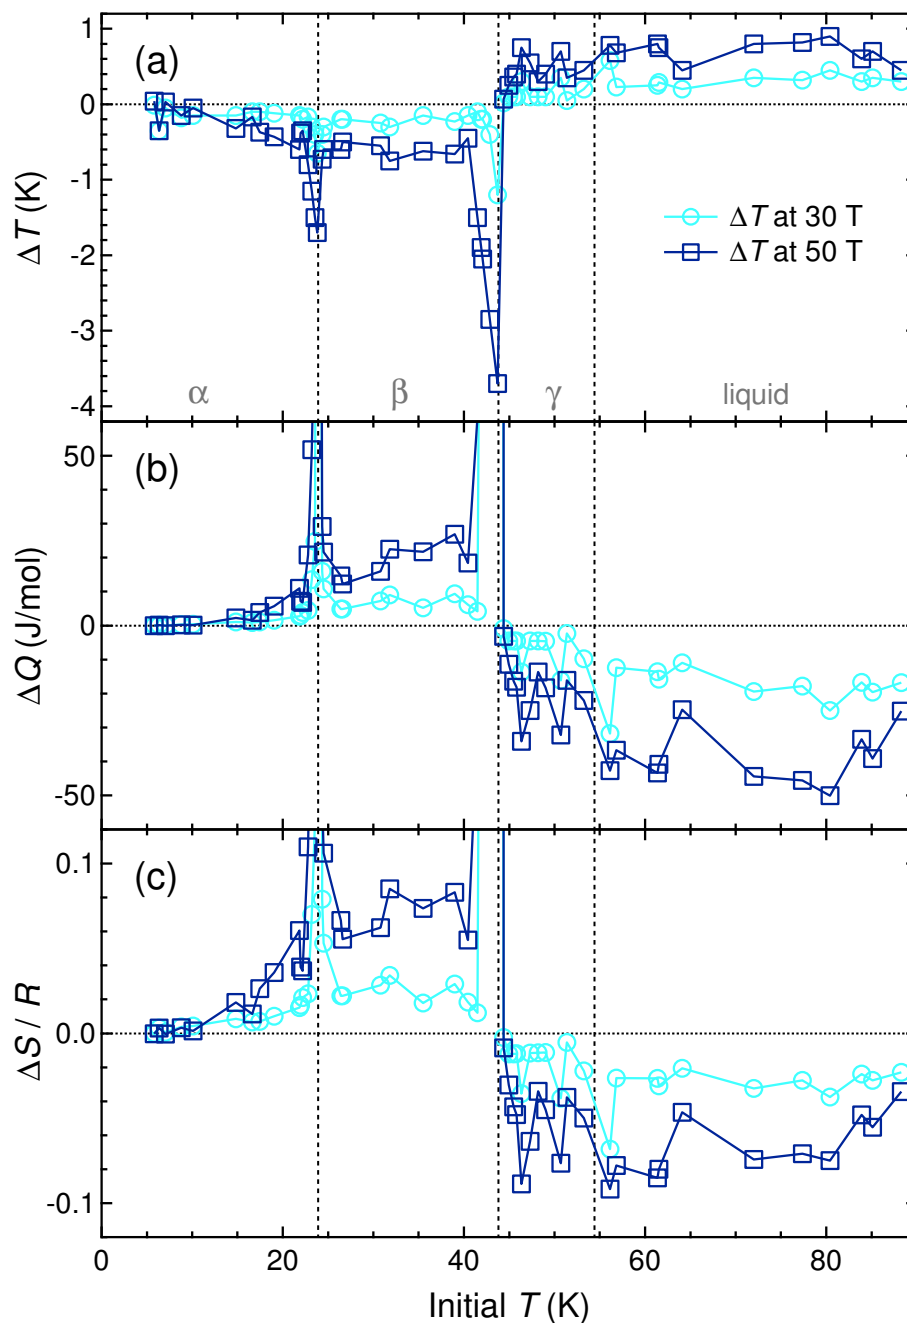 (a)
1
0
-1
-2
-3
-4
ΔT (K)
ΔT at 30 T
ΔT at 50 T
α
β
γ
liquid
(b)
50
0
-50
ΔQ (J/mol)
(c)
0.1
0.0
-0.1
ΔS / R
0
20
40
60
80
Initial T (K)